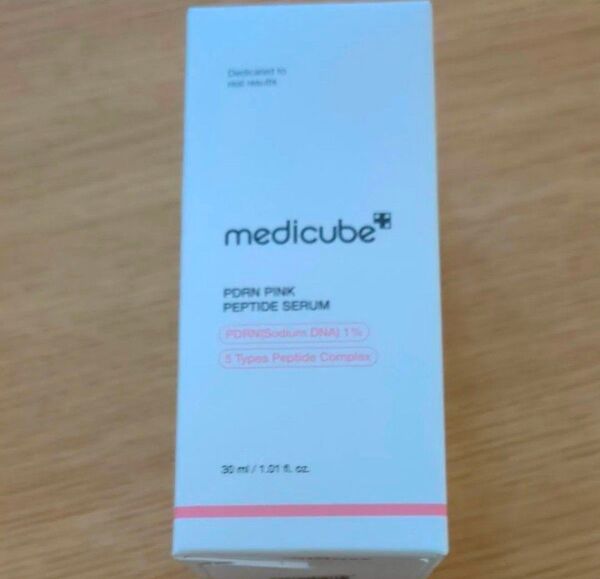 Dedicated to
real results
medicube
PDRN PINK
PEPTIDE SERUM
PDRN(Sodium DNA) 1%
5 Types Peptide Complex
30 ml / 1.01 fl. oz.